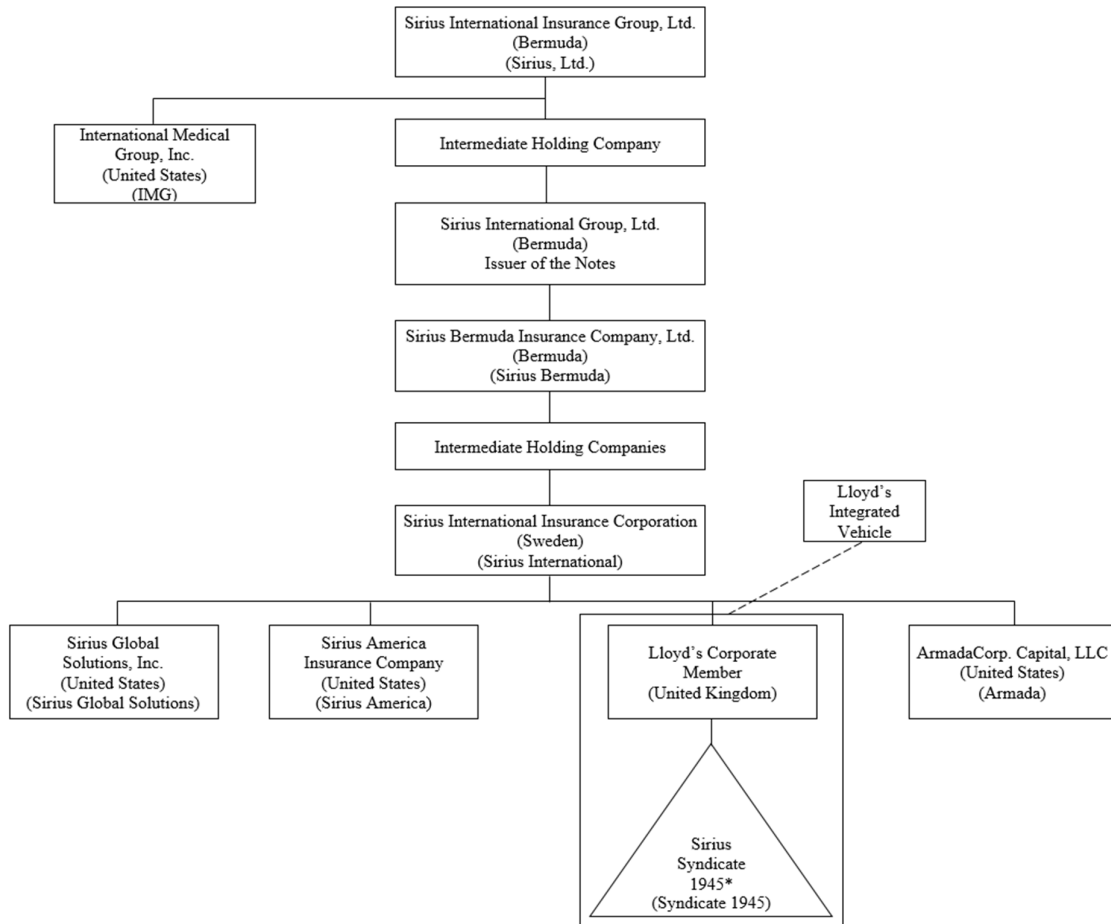 Sirius International Insurance Group, Ltd.
(Bermuda)
(Sirius, Ltd.)
International Medical
Group, Inc.
(United States)
(IMG)
Intermediate Holding Company
Sirius International Group, Ltd.
(Bermuda)
Issuer of the Notes
Sirius Bermuda Insurance Company, Ltd.
(Bermuda)
(Sirius Bermuda)
Intermediate Holding Companies
Lloyd’s
Integrated
Vehicle
Sirius International Insurance Corporation
(Sweden)
(Sirius International)
Sirius Global
Solutions, Inc.
(United States)
(Sirius Global Solutions)
Sirius America
Insurance Company
(United States)
(Sirius America)
Lloyd’s Corporate
Member
(United Kingdom)
ArmadaCorp. Capital, LLC
(United States)
(Armada)
Sirius
Syndicate
1945*
(Syndicate 1945)